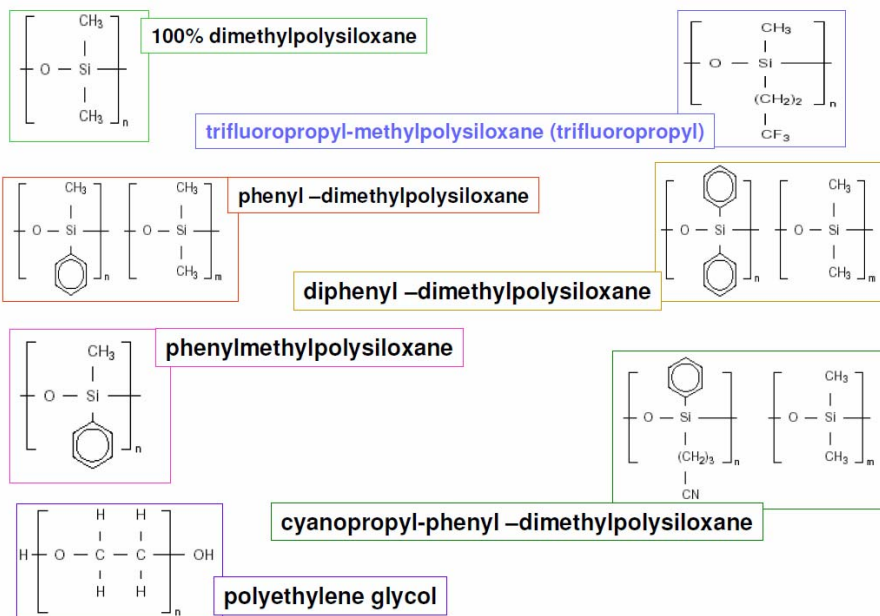 CH3
O — Si
CH3
n
100% dimethylpolysiloxane
CH3
O — Si
(CH2)2
CF3
n
trifluoropropyl-methylpolysiloxane (trifluoropropyl)
CH3
O — Si
n
CH3
O — Si
CH3
m
phenyl –dimethylpolysiloxane
O — Si
n
CH3
O — Si
CH3
m
diphenyl –dimethylpolysiloxane
CH3
O — Si
n
phenylmethylpolysiloxane
O — Si
(CH2)3
CN
n
CH3
O — Si
CH3
m
cyanopropyl-phenyl –dimethylpolysiloxane
H H
H O — C — C OH
H H
n
polyethylene glycol